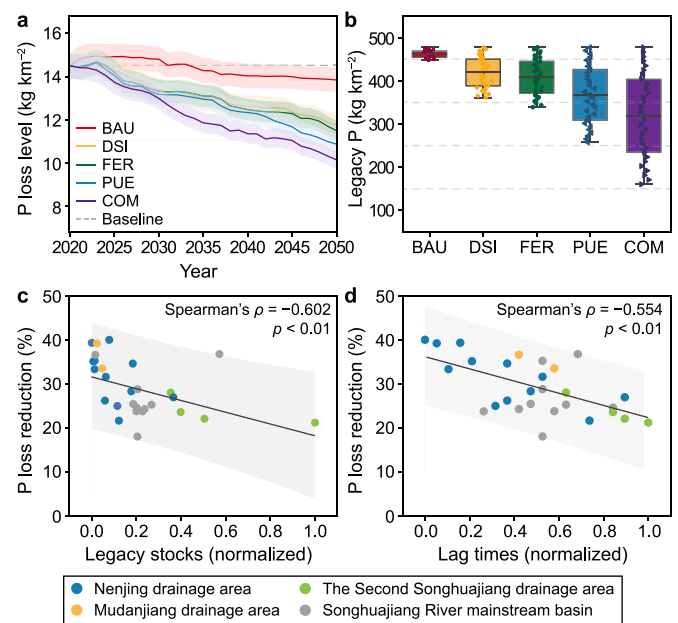 a
P loss level (kg km⁻²)
16
14
12
10
8
BAU
DSI
FER
PUE
COM
Baseline
2020 2025 2030 2035 2040 2045 2050
Year
b
Legacy P (kg km⁻²)
500
400
300
200
100
BAU DSI FER PUE COM
c
P loss reduction (%)
50
40
30
20
10
0
Spearman's ρ = −0.602
p < 0.01
0.0 0.2 0.4 0.6 0.8 1.0
Legacy stocks (normalized)
d
P loss reduction (%)
50
40
30
20
10
0
Spearman's ρ = −0.554
p < 0.01
0.0 0.2 0.4 0.6 0.8 1.0
Lag times (normalized)
Nenjing drainage area
The Second Songhuajiang drainage area
Mudanjiang drainage area
Songhuajiang River mainstream basin